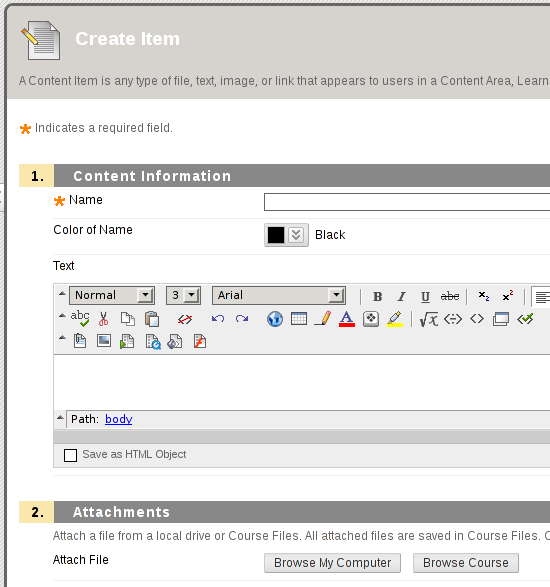 Create Item
A Content Item is any type of file, text, image, or link that appears to users in a Content Area, Learn
Indicates a required field.
1. Content Information
Name
Color of Name Black
Text
Normal 3 Arial B I U abc x2 x2
abc A √x <·> <>
Path: body
Save as HTML Object
2. Attachments
Attach a file from a local drive or Course Files. All attached files are saved in Course Files. C
Attach File Browse My Computer Browse Course